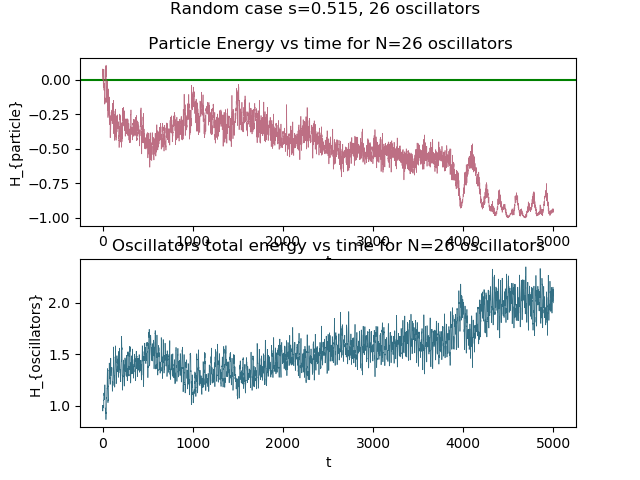 Random case s=0.515, 26 oscillators
Particle Energy vs time for N=26 oscillators
H_{particle}
0.00
−0.25
−0.50
−0.75
−1.00
0 1000 2000 3000 4000 5000
t
Oscillators total energy vs time for N=26 oscillators
H_{oscillators}
2.0
1.5
1.0
0 1000 2000 3000 4000 5000
t